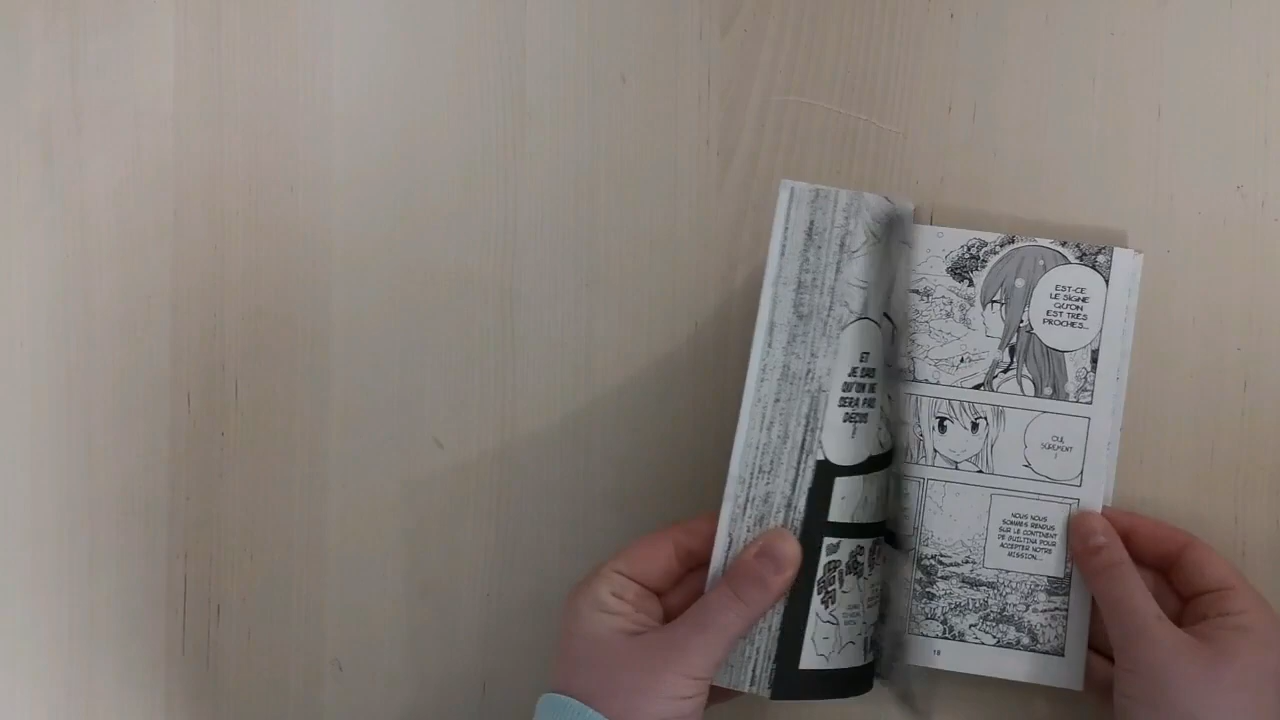 ET
JE SAIS
QU'ON NE
SERA PAS
DÉÇUS
!
EST-CE
LE SIGNE
QU'ON
EST TRÈS
PROCHES...
OUI,
SÛREMENT
!
NOUS NOUS
SOMMES RENDUS
SUR LE CONTINENT
DE GUILTINA POUR
ACCEPTER NOTRE
MISSION...